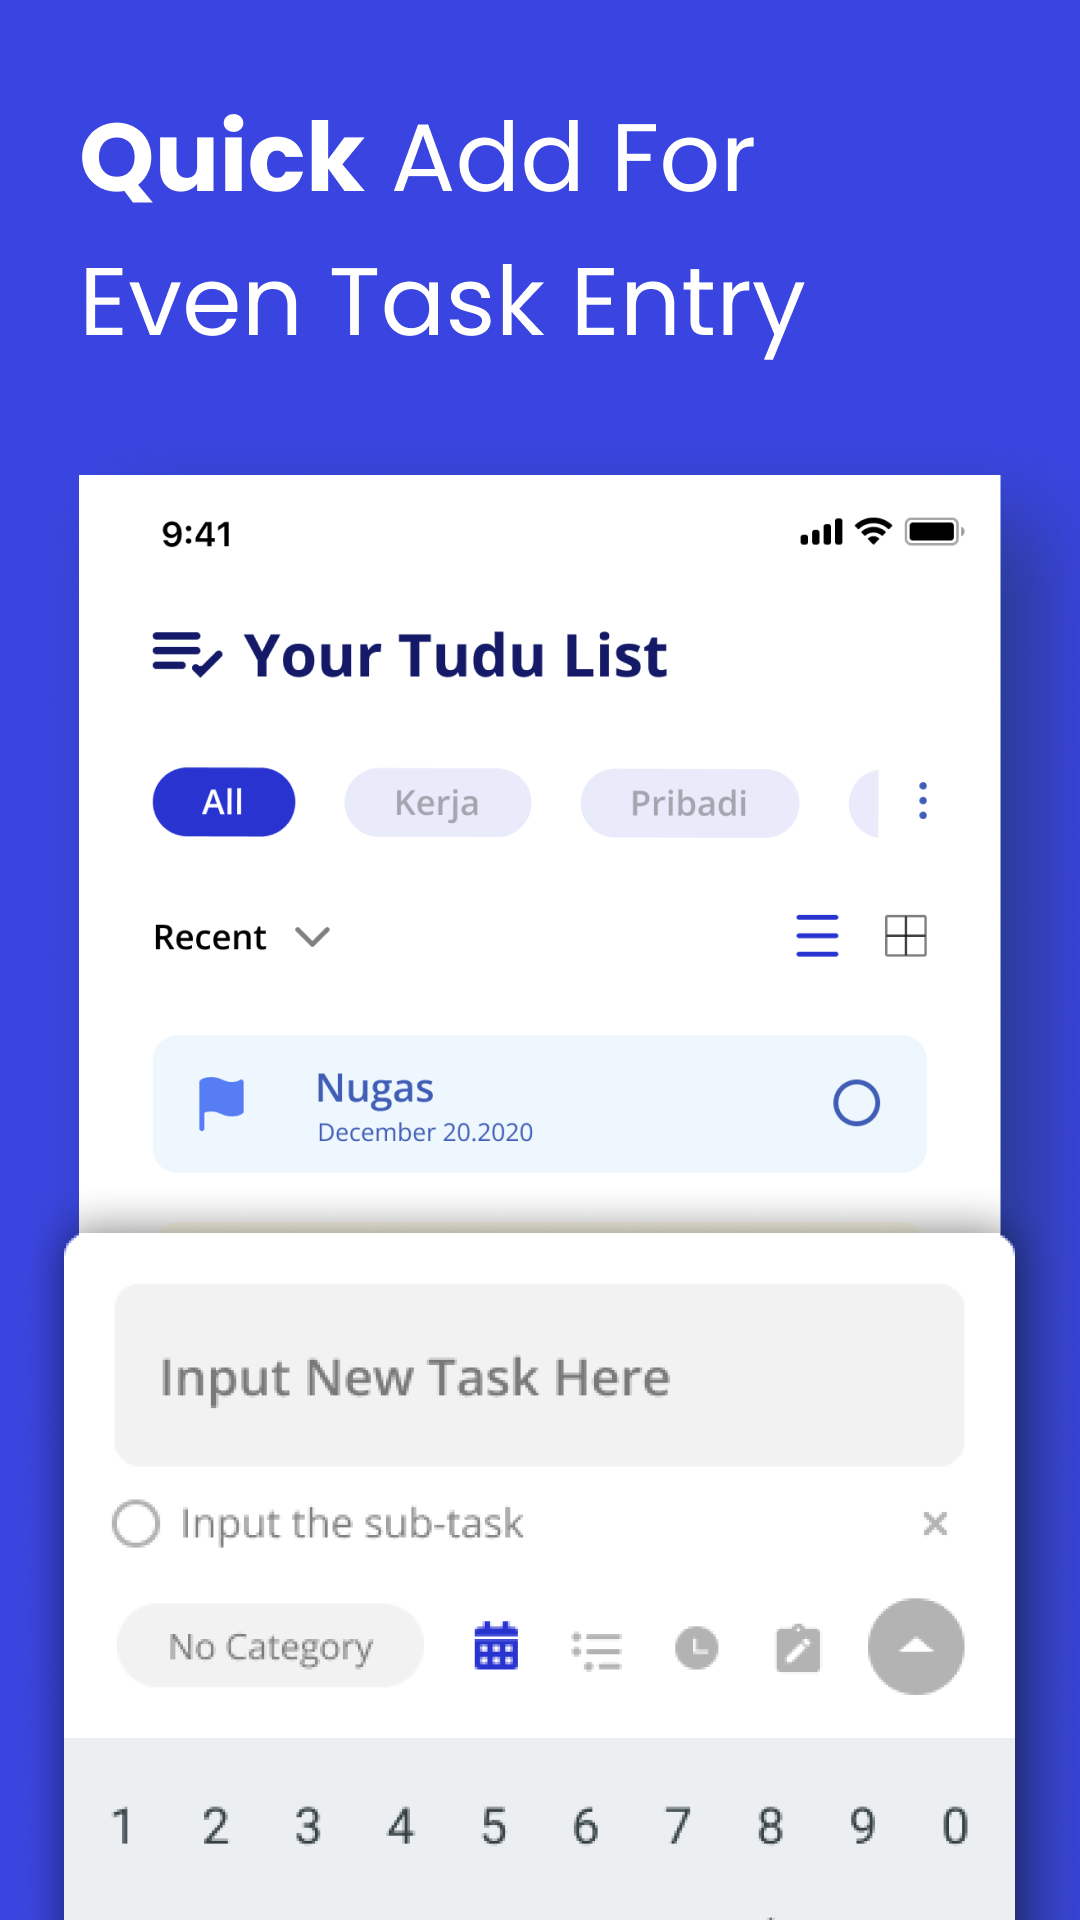 Quick Add For
Even Task Entry
9:41
Your Tudu List
All Kerja Pribadi
Recent
Nugas
December 20.2020
Input New Task Here
Input the sub-task
No Category
1 2 3 4 5 6 7 8 9 0